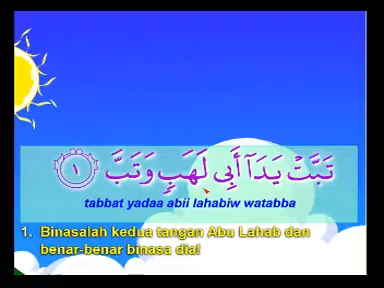 تَبَّتْ يَدَآ أَبِى لَهَبٍ وَتَبَّ ١
tabbat yadaa abii lahabiw watabba
1. Binasalah kedua tangan Abu Lahab dan
benar-benar binasa dia!